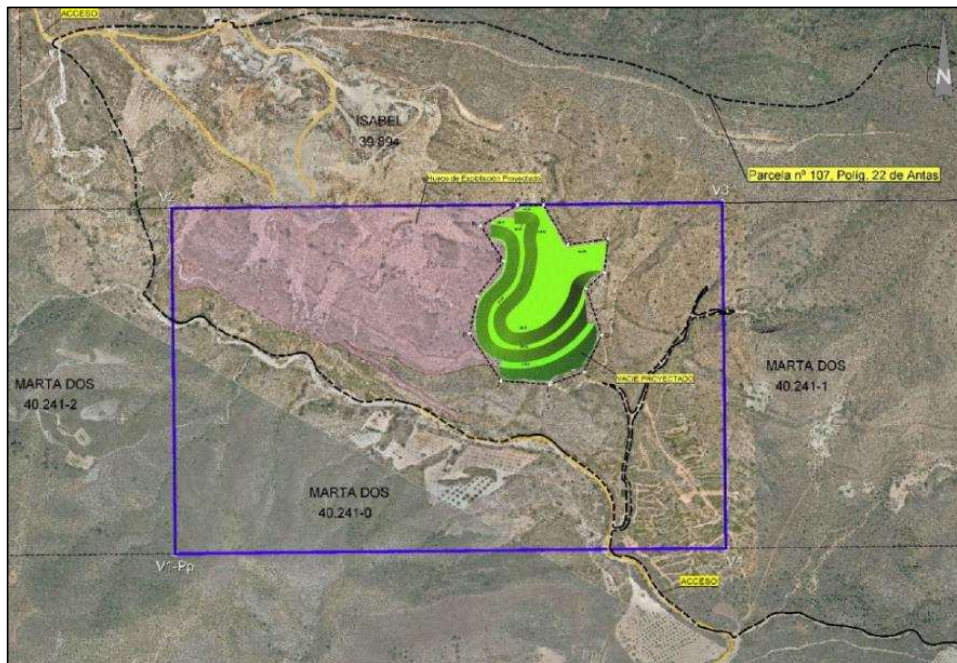 ACCESO
N
ISABEL
39.894
Parcela nº 107, Polig. 22 de Antas
Hueco de Explotación Proyectado
V2
V3
MARTA DOS
40.241-2
MARTA DOS
40.241-1
VACIE PROYECTADO
MARTA DOS
40.241-0
V1-Pp
V4
ACCESO